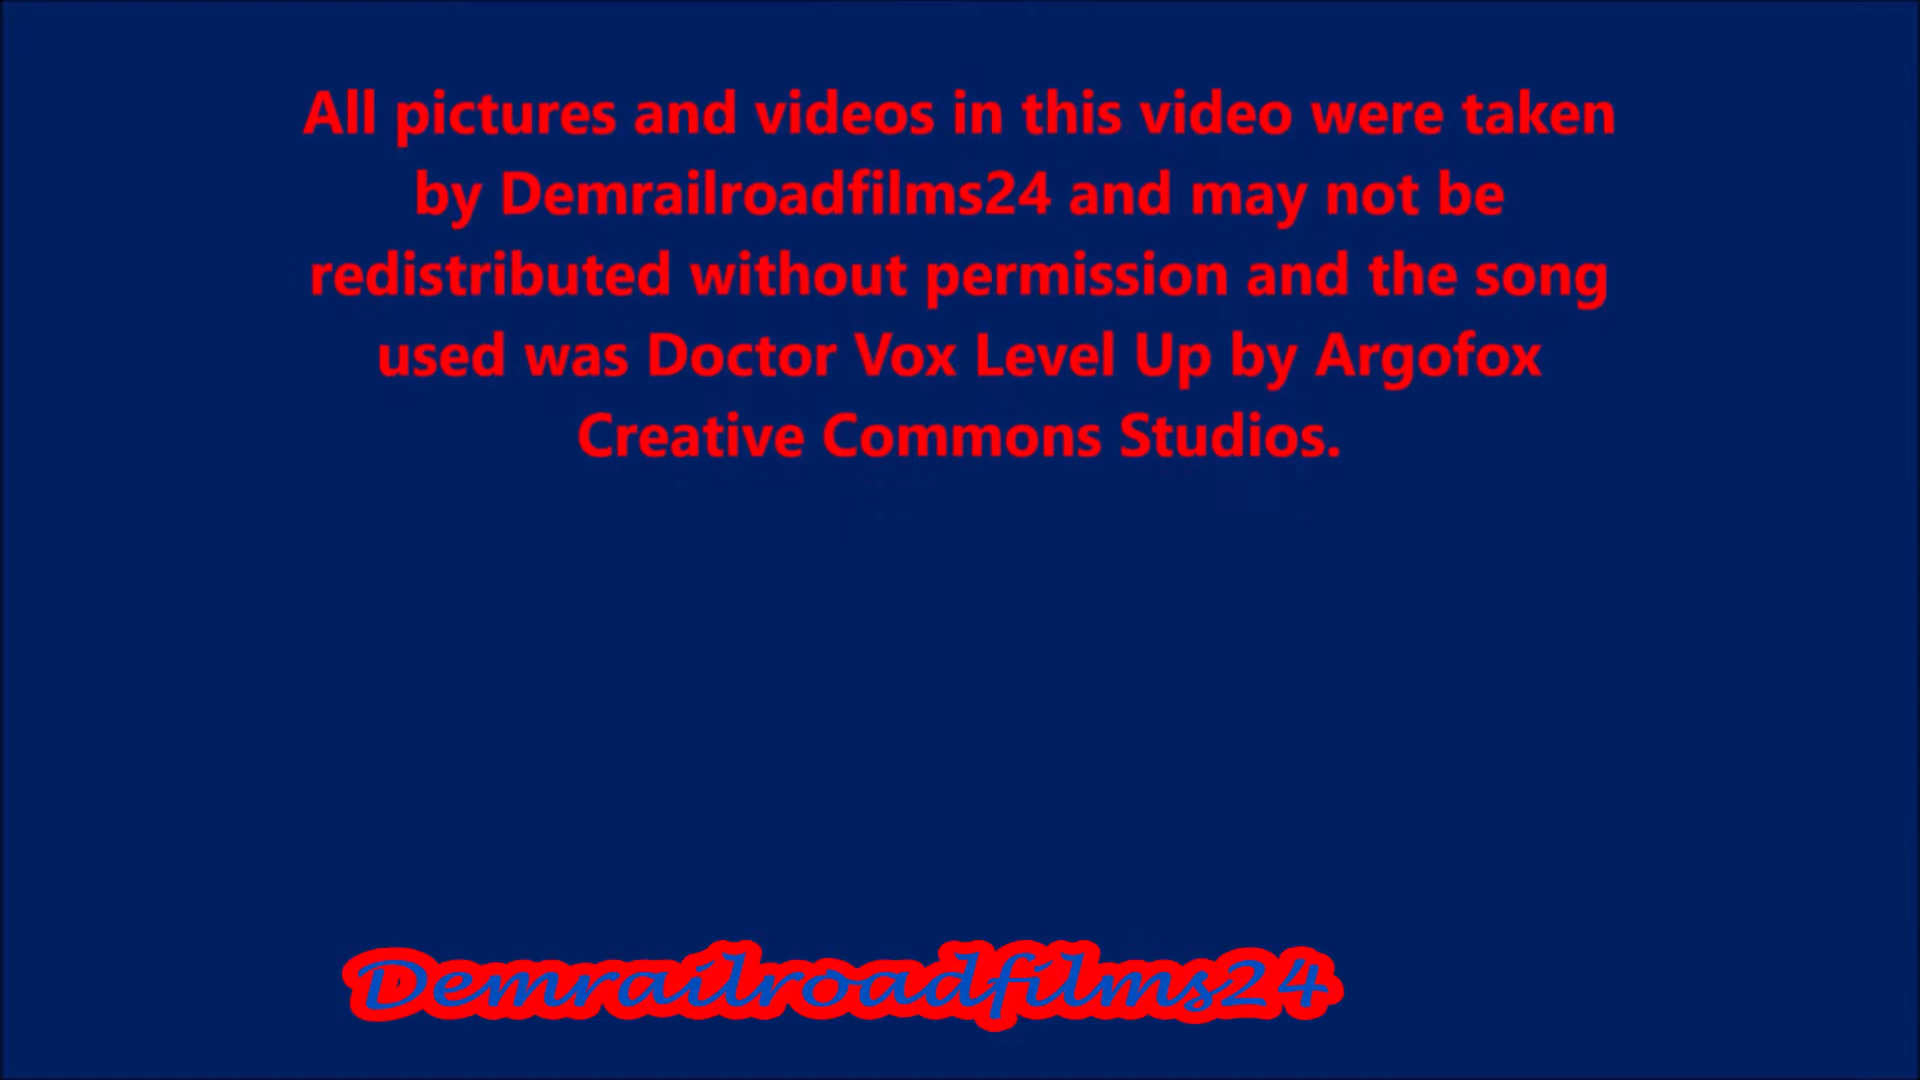 All pictures and videos in this video were taken
by Demrailroadfilms24 and may not be
redistributed without permission and the song
used was Doctor Vox Level Up by Argofox
Creative Commons Studios.
Demrailroadfilms24